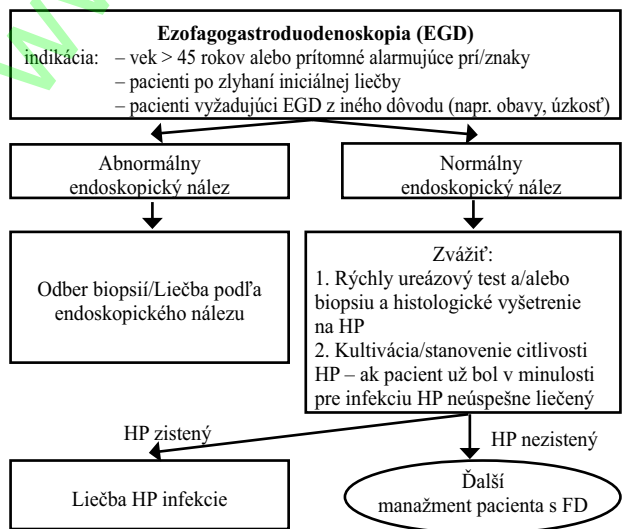 Ezofagogastroduodenoskopia (EGD)
indikácia: – vek > 45 rokov alebo prítomné alarmujúce prí/znaky
– pacienti po zlyhaní iniciálnej liečby
– pacienti vyžadujúci EGD z iného dôvodu (napr. obavy, úzkosť)
Abnormálny
endoskopický nález
Normálny
endoskopický nález
Odber biopsií/Liečba podľa
endoskopického nálezu
Zvážiť:
1. Rýchly ureázový test a/alebo
biopsiu a histologické vyšetrenie
na HP
2. Kultivácia/stanovenie citlivosti
HP – ak pacient už bol v minulosti
pre infekciu HP neúspešne liečený
HP zistený
HP nezistený
Liečba HP infekcie
Ďalší
manažment pacienta s FD